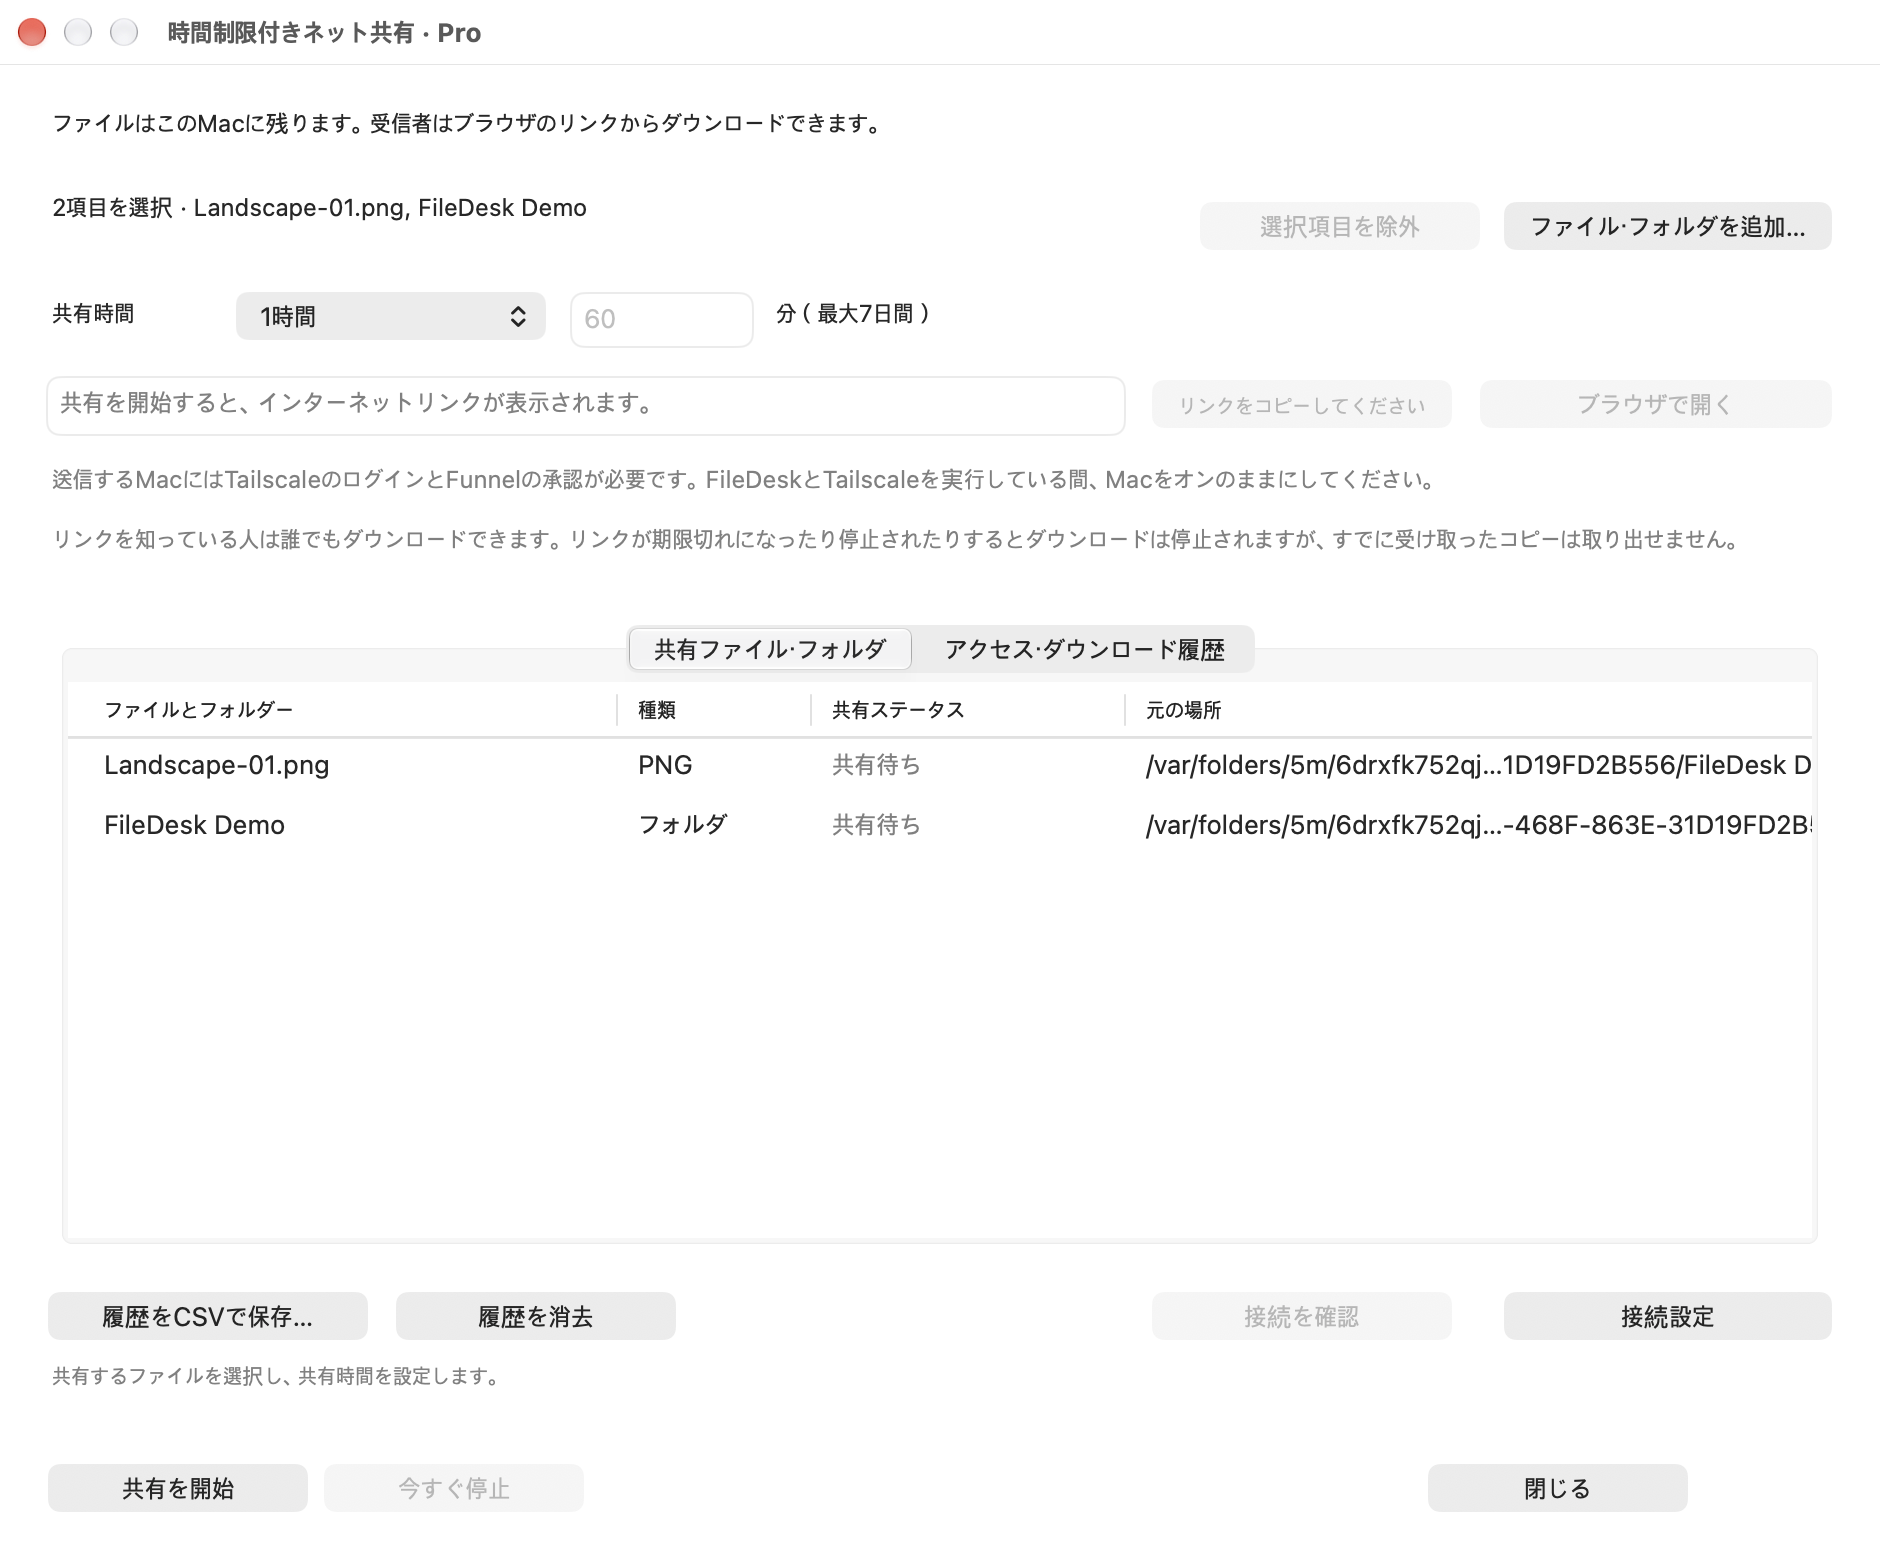 時間制限付きネット共有 · Pro
ファイルはこのMacに残ります。受信者はブラウザのリンクからダウンロードできます。
2項目を選択 · Landscape-01.png, FileDesk Demo
選択項目を除外
ファイル·フォルダを追加...
共有時間
1時間
60
分 ( 最大7日間 )
共有を開始すると、インターネットリンクが表示されます。
リンクをコピーしてください
ブラウザで開く
送信するMacにはTailscaleのログインとFunnelの承認が必要です。FileDeskとTailscaleを実行している間、Macをオンのままにしてください。
リンクを知っている人は誰でもダウンロードできます。リンクが期限切れになったり停止されたりするとダウンロードは停止されますが、すでに受け取ったコピーは取り出せません。
共有ファイル·フォルダ
アクセス·ダウンロード履歴
ファイルとフォルダー 種類 共有ステータス 元の場所
Landscape-01.png PNG 共有待ち /var/folders/5m/6drxfk752qj...1D19FD2B556/FileDesk D
FileDesk Demo フォルダ 共有待ち /var/folders/5m/6drxfk752qj...-468F-863E-31D19FD2B5
履歴をCSVで保存...
履歴を消去
接続を確認
接続設定
共有するファイルを選択し、共有時間を設定します。
共有を開始
今すぐ停止
閉じる